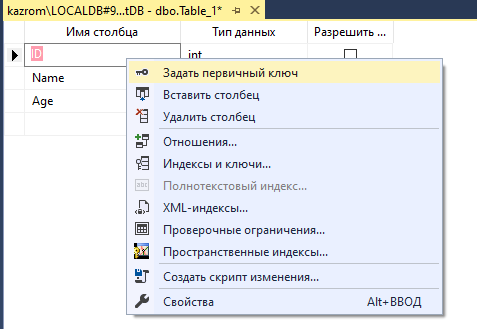 kazrom\LOCALDB#9...tDB - dbo.Table_1*
Имя столбца Тип данных Разрешить ...
ID int
Name
Age
Задать первичный ключ
Вставить столбец
Удалить столбец
Отношения...
Индексы и ключи...
Полнотекстовый индекс...
XML-индексы...
Проверочные ограничения...
Пространственные индексы...
Создать скрипт изменения...
Свойства Alt+ВВОД